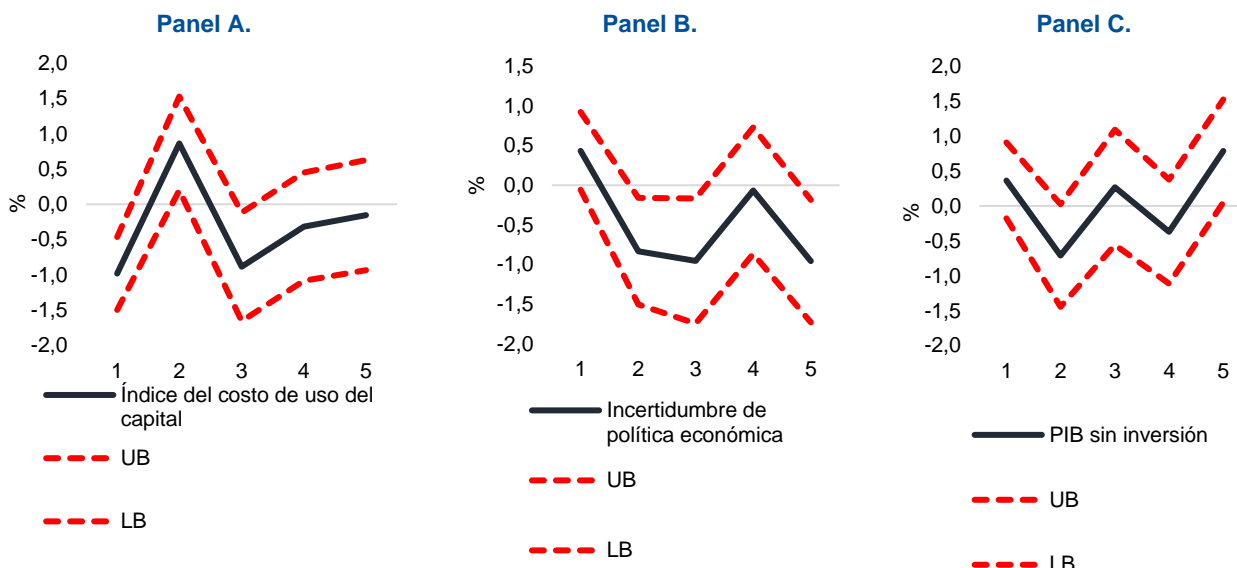 Panel A.
2,0
1,5
1,0
0,5
0,0
-0,5
-1,0
-1,5
-2,0
%
1 2 3 4 5
Índice del costo de uso del
capital
UB
LB
Panel B.
1,5
1,0
0,5
0,0
-0,5
-1,0
-1,5
-2,0
%
1 2 3 4 5
Incertidumbre de
política económica
UB
LB
Panel C.
2,0
1,5
1,0
0,5
0,0
-0,5
-1,0
-1,5
-2,0
%
1 2 3 4 5
PIB sin inversión
UB
LB